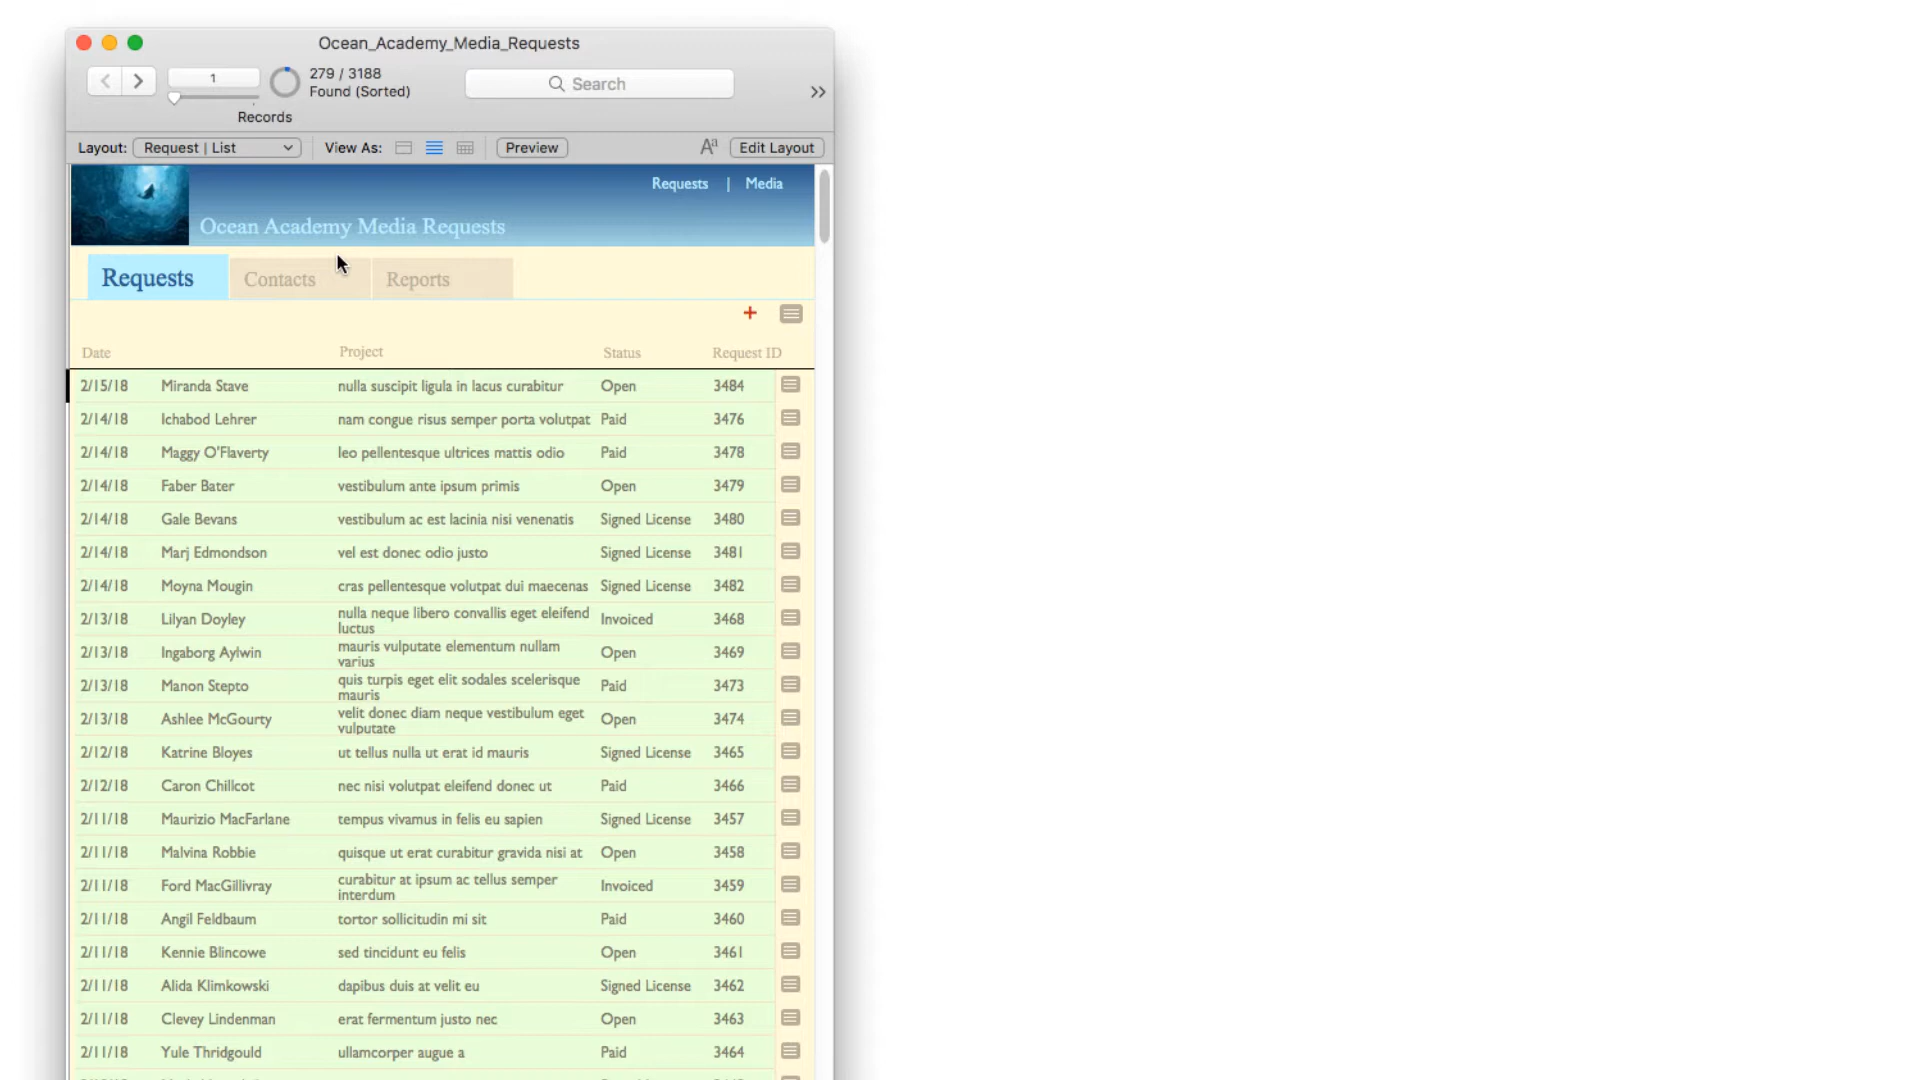 Ocean_Academy_Media_Requests
1
279 / 3188
Found (Sorted)
Search
Records
Layout: Request | List View As: Preview Aa Edit Layout
Requests | Media
Ocean Academy Media Requests
Requests Contacts Reports
+
Date Project Status Request ID
2/15/18 Miranda Stave nulla suscipit ligula in lacus curabitur Open 3484
2/14/18 Ichabod Lehrer nam congue risus semper porta volutpat Paid 3476
2/14/18 Maggy O'Flaverty leo pellentesque ultrices mattis odio Paid 3478
2/14/18 Faber Bater vestibulum ante ipsum primis Open 3479
2/14/18 Gale Bevans vestibulum ac est lacinia nisi venenatis Signed License 3480
2/14/18 Marj Edmondson vel est donec odio justo Signed License 3481
2/14/18 Moyna Mougin cras pellentesque volutpat dui maecenas Signed License 3482
2/13/18 Lilyan Doyley nulla neque libero convallis eget eleifend Invoiced 3468
luctus
2/13/18 Ingaborg Aylwin mauris vulputate elementum nullam Open 3469
varius
2/13/18 Manon Stepto quis turpis eget elit sodales scelerisque Paid 3473
mauris
2/13/18 Ashlee McGourty velit donec diam neque vestibulum eget Open 3474
vulputate
2/12/18 Katrine Bloyes ut tellus nulla ut erat id mauris Signed License 3465
2/12/18 Caron Chillcot nec nisi volutpat eleifend donec ut Paid 3466
2/11/18 Maurizio MacFarlane tempus vivamus in felis eu sapien Signed License 3457
2/11/18 Malvina Robbie quisque ut erat curabitur gravida nisi at Open 3458
2/11/18 Ford MacGillivray curabitur at ipsum ac tellus semper Invoiced 3459
interdum
2/11/18 Angil Feldbaum tortor sollicitudin mi sit Paid 3460
2/11/18 Kennie Blincowe sed tincidunt eu felis Open 3461
2/11/18 Alida Klimkowski dapibus duis at velit eu Signed License 3462
2/11/18 Clevey Lindenman erat fermentum justo nec Open 3463
2/11/18 Yule Thridgould ullamcorper augue a Paid 3464